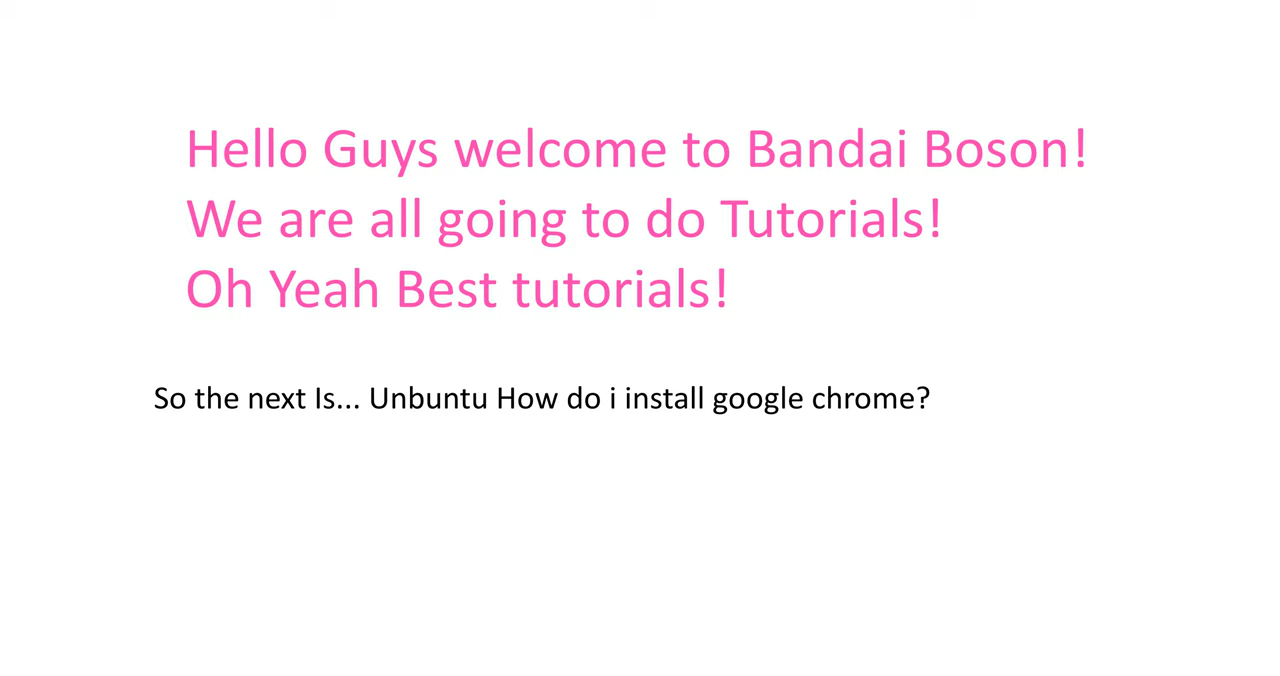 Hello Guys welcome to Bandai Boson!
We are all going to do Tutorials!
Oh Yeah Best tutorials!
So the next Is... Unbuntu How do i install google chrome?